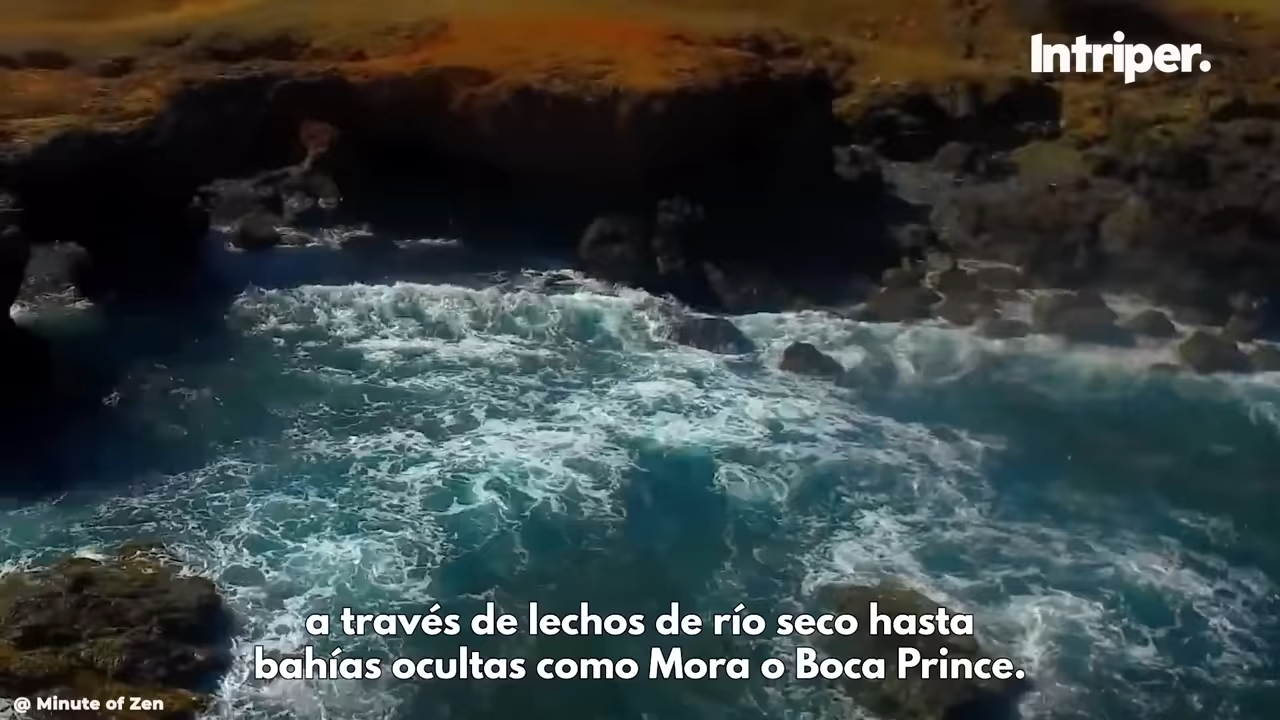 Intriper.
a través de lechos de río seco hasta
bahías ocultas como Mora o Boca Prince.
@ Minute of Zen